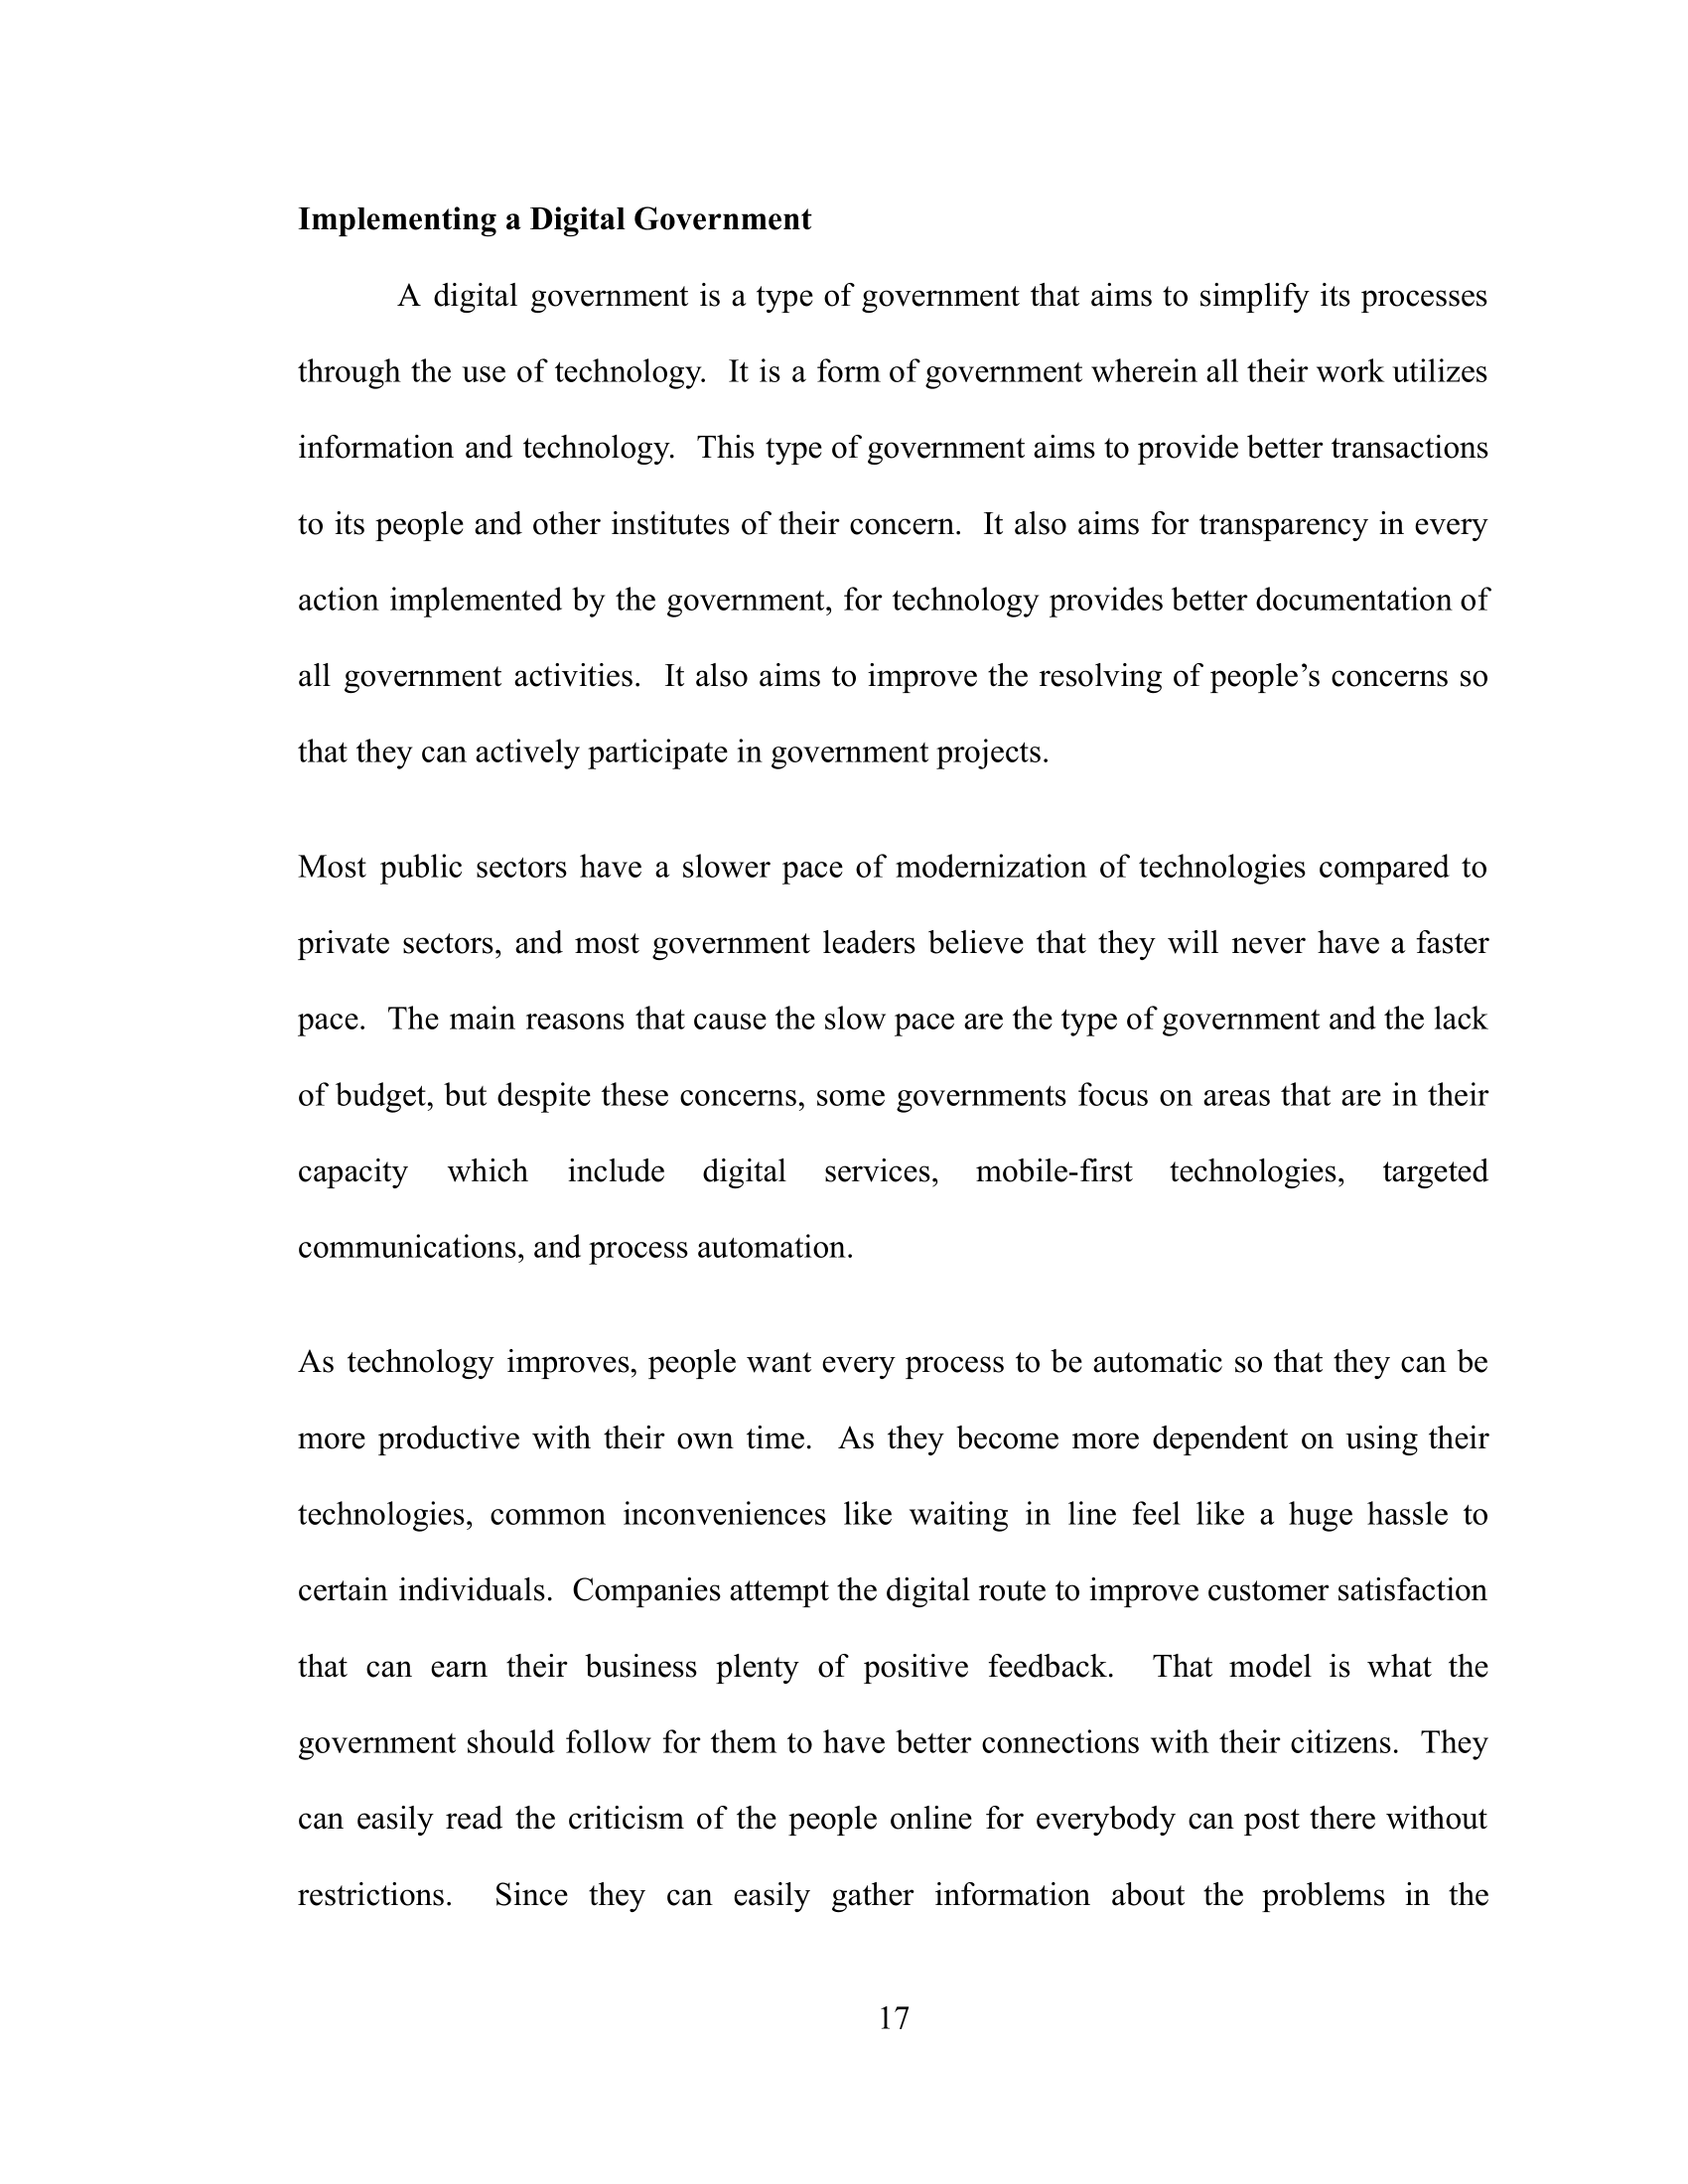 Implementing a Digital Government
A digital government is a type of government that aims to simplify its processes
through the use of technology.  It is a form of government wherein all their work utilizes
information and technology.  This type of government aims to provide better transactions
to its people and other institutes of their concern.  It also aims for transparency in every
action implemented by the government, for technology provides better documentation of
all government activities.  It also aims to improve the resolving of people’s concerns so
that they can actively participate in government projects.
Most public sectors have a slower pace of modernization of technologies compared to
private sectors, and most government leaders believe that they will never have a faster
pace.  The main reasons that cause the slow pace are the type of government and the lack
of budget, but despite these concerns, some governments focus on areas that are in their
capacity which include digital services, mobile-first technologies, targeted
communications, and process automation.
As technology improves, people want every process to be automatic so that they can be
more productive with their own time.  As they become more dependent on using their
technologies, common inconveniences like waiting in line feel like a huge hassle to
certain individuals.  Companies attempt the digital route to improve customer satisfaction
that can earn their business plenty of positive feedback.  That model is what the
government should follow for them to have better connections with their citizens.  They
can easily read the criticism of the people online for everybody can post there without
restrictions.  Since they can easily gather information about the problems in the
17